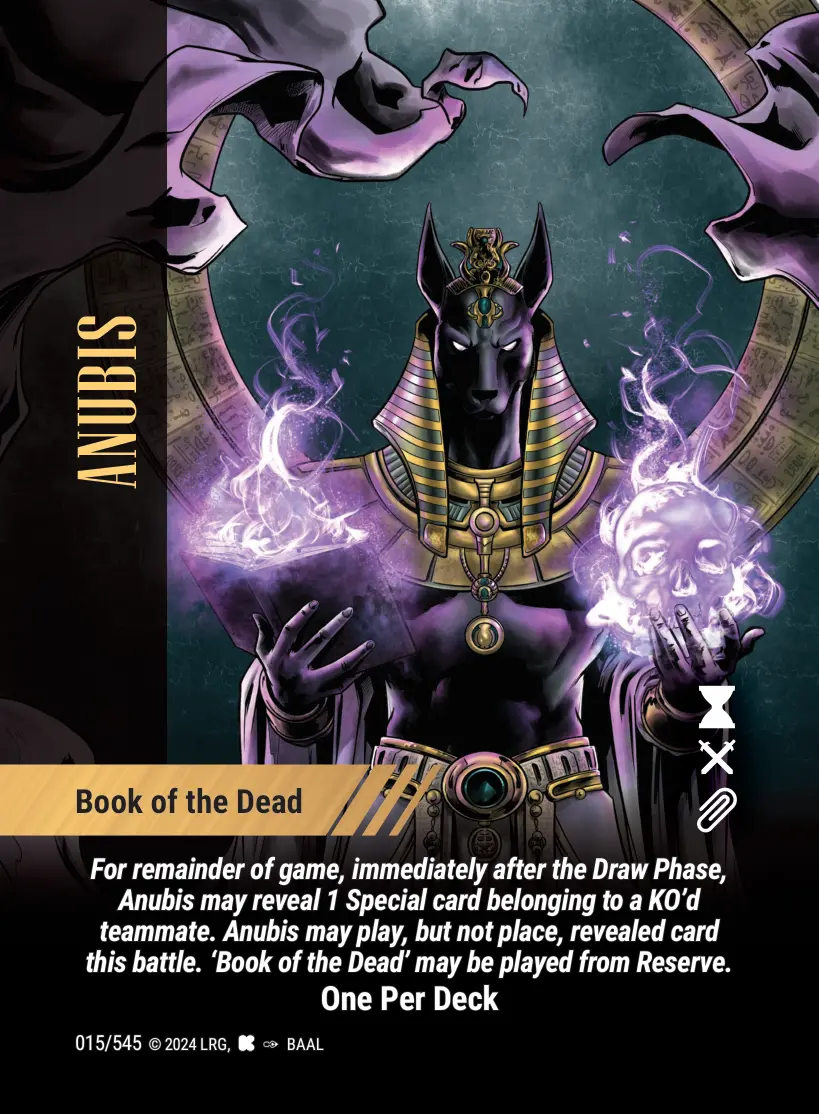 ANUBIS
Book of the Dead
For remainder of game, immediately after the Draw Phase,
Anubis may reveal 1 Special card belonging to a KO’d
teammate. Anubis may play, but not place, revealed card
this battle. ‘Book of the Dead’ may be played from Reserve.
One Per Deck
015/545 © 2024 LRG, BAAL